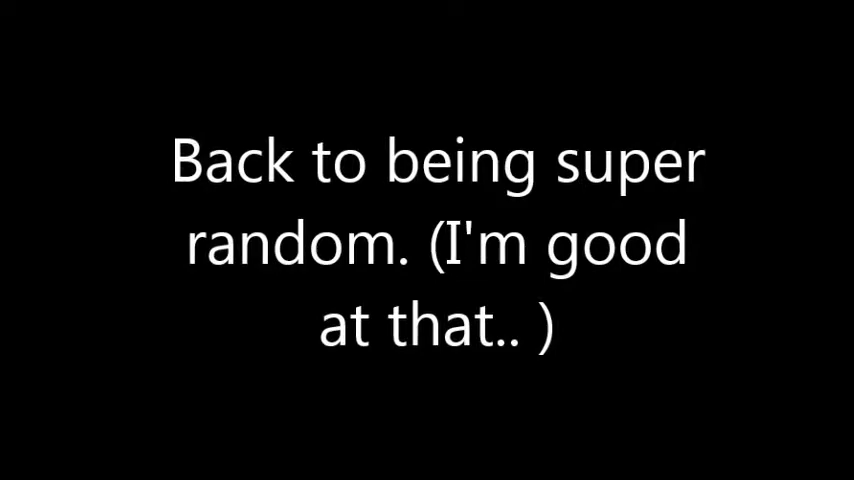 Back to being super
random. (I'm good
at that.. )